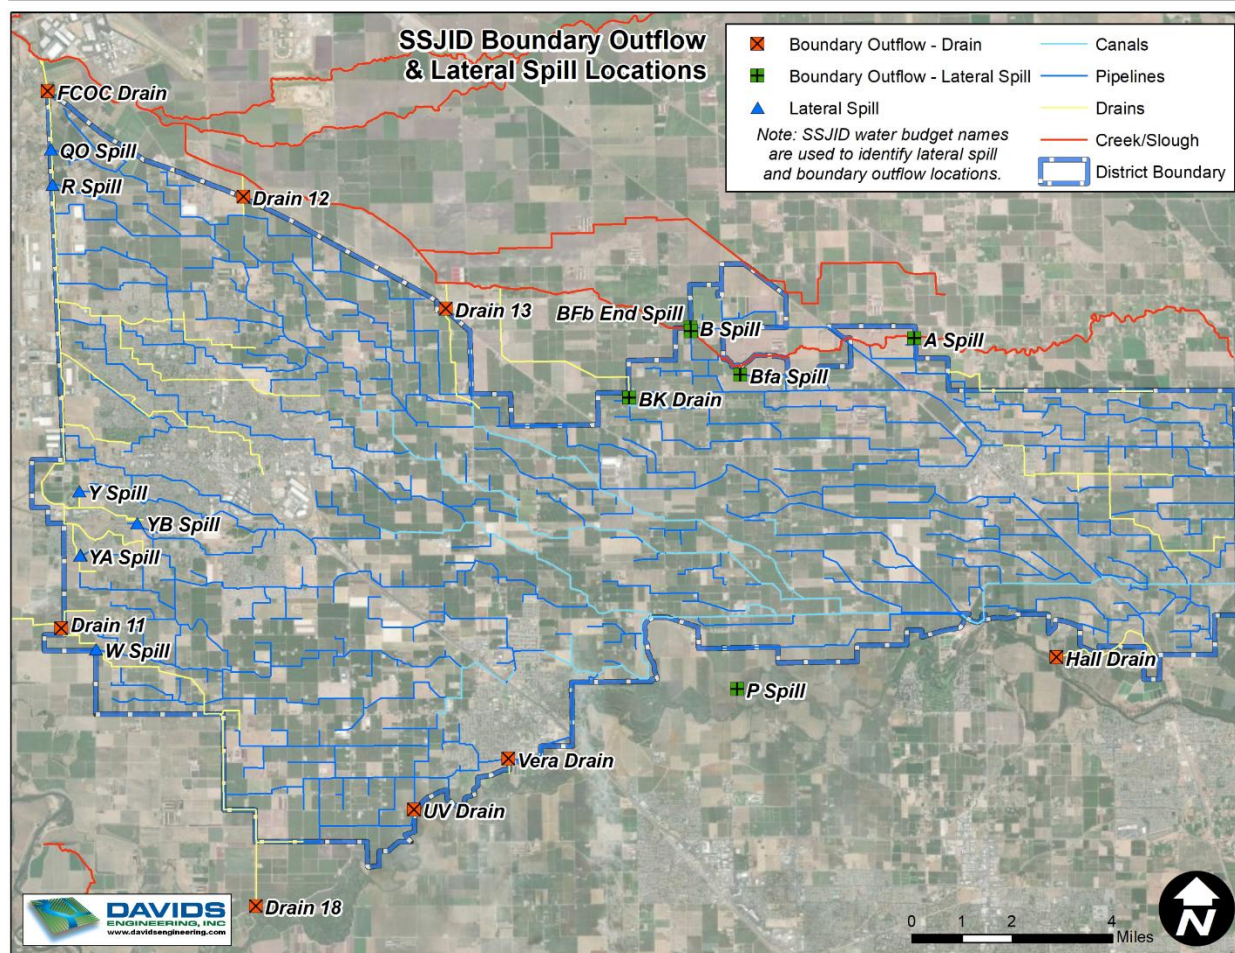 SSJID Boundary Outflow
& Lateral Spill Locations
Boundary Outflow - Drain
Boundary Outflow - Lateral Spill
Lateral Spill
Note: SSJID water budget names
are used to identify lateral spill
and boundary outflow locations.
Canals
Pipelines
Drains
Creek/Slough
District Boundary
FCOC Drain
QO Spill
R Spill
Drain 12
Drain 13
BFb End Spill
B Spill
A Spill
Bfa Spill
BK Drain
Y Spill
YB Spill
YA Spill
Drain 11
W Spill
Hall Drain
P Spill
Vera Drain
UV Drain
Drain 18
DAVIDS
ENGINEERING, INC
www.davidsengineering.com
0 1 2 4
Miles
N